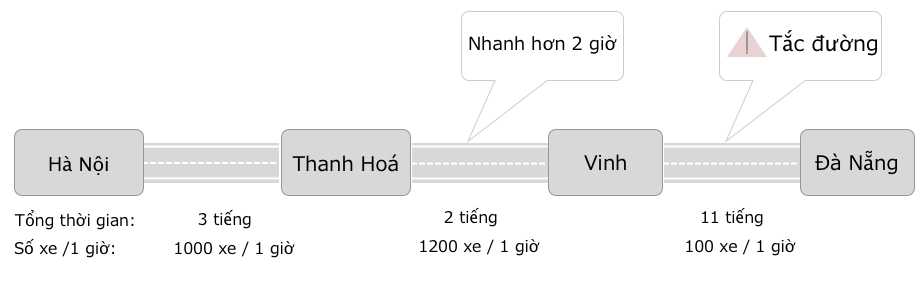 Nhanh hơn 2 giờ
Tắc đường
Hà Nội
Thanh Hoá
Vinh
Đà Nẵng
Tổng thời gian: 3 tiếng 2 tiếng 11 tiếng
Số xe /1 giờ: 1000 xe / 1 giờ 1200 xe / 1 giờ 100 xe / 1 giờ